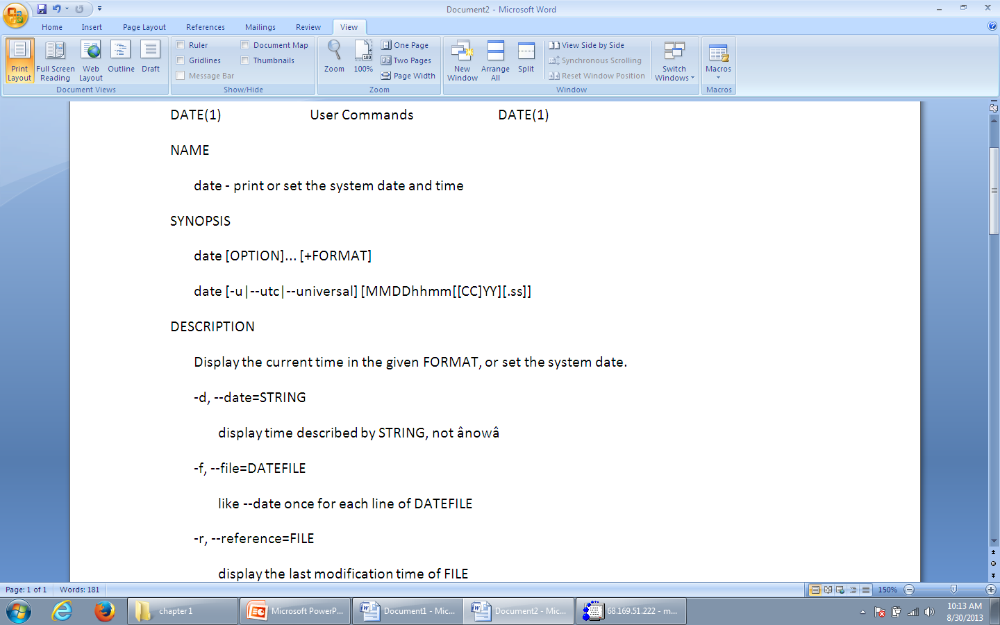 Document2 - Microsoft Word
Home Insert Page Layout References Mailings Review View
Print Layout
Full Screen Reading
Web Layout
Outline
Draft
Document Views
Ruler
Gridlines
Message Bar
Document Map
Thumbnails
Show/Hide
Zoom
100%
One Page
Two Pages
Page Width
Zoom
New Window
Arrange All
Split
View Side by Side
Synchronous Scrolling
Reset Window Position
Window
Switch Windows
Macros
Macros
DATE(1) User Commands DATE(1)
NAME
date - print or set the system date and time
SYNOPSIS
date [OPTION]... [+FORMAT]
date [-u|--utc|--universal] [MMDDhhmm[[CC]YY][.ss]]
DESCRIPTION
Display the current time in the given FORMAT, or set the system date.
-d, --date=STRING
display time described by STRING, not ânowâ
-f, --file=DATEFILE
like --date once for each line of DATEFILE
-r, --reference=FILE
display the last modification time of FILE
Page: 1 of 1 Words: 181 150%
chapter 1 Microsoft PowerP... Document1 - Mic... Document2 - Mic... 68.169.51.222 - m...
10:13 AM
8/30/2013